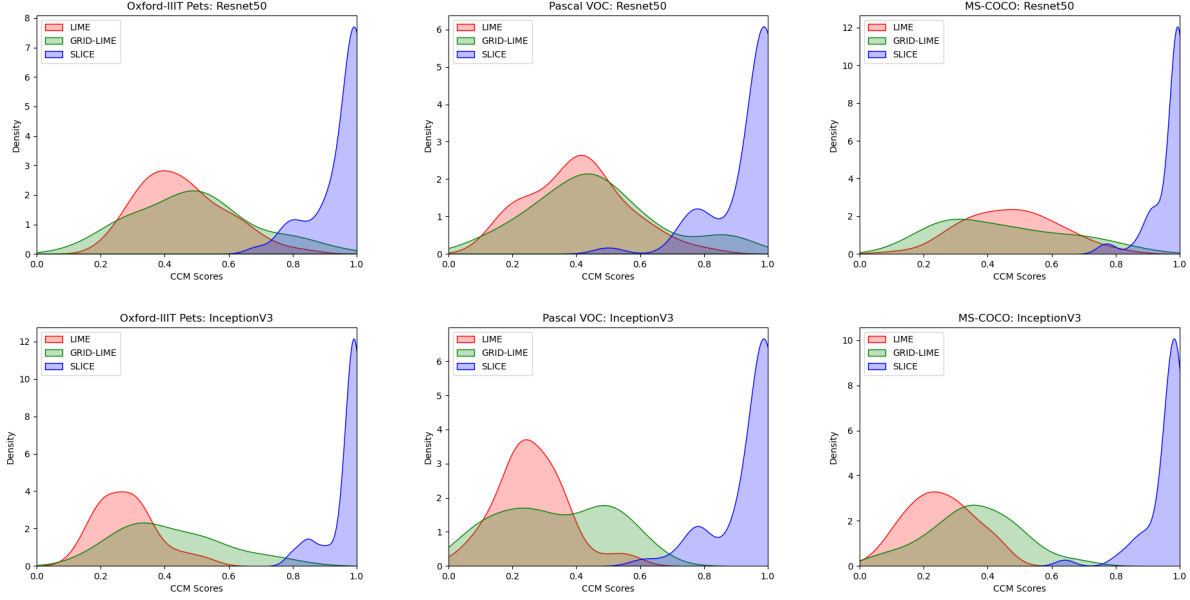 Oxford-IIIT Pets: Resnet50
8
7
6
5
4
3
2
1
0
Density
LIME
GRID-LIME
SLICE
0.0 0.2 0.4 0.6 0.8 1.0
CCM Scores
Pascal VOC: Resnet50
6
5
4
3
2
1
0
Density
LIME
GRID-LIME
SLICE
0.0 0.2 0.4 0.6 0.8 1.0
CCM Scores
MS-COCO: Resnet50
12
10
8
6
4
2
0
Density
LIME
GRID-LIME
SLICE
0.0 0.2 0.4 0.6 0.8 1.0
CCM Scores
Oxford-IIIT Pets: InceptionV3
12
10
8
6
4
2
0
Density
LIME
GRID-LIME
SLICE
0.0 0.2 0.4 0.6 0.8 1.0
CCM Scores
Pascal VOC: InceptionV3
6
5
4
3
2
1
0
Density
LIME
GRID-LIME
SLICE
0.0 0.2 0.4 0.6 0.8 1.0
CCM Scores
MS-COCO: InceptionV3
10
8
6
4
2
0
Density
LIME
GRID-LIME
SLICE
0.0 0.2 0.4 0.6 0.8 1.0
CCM Scores